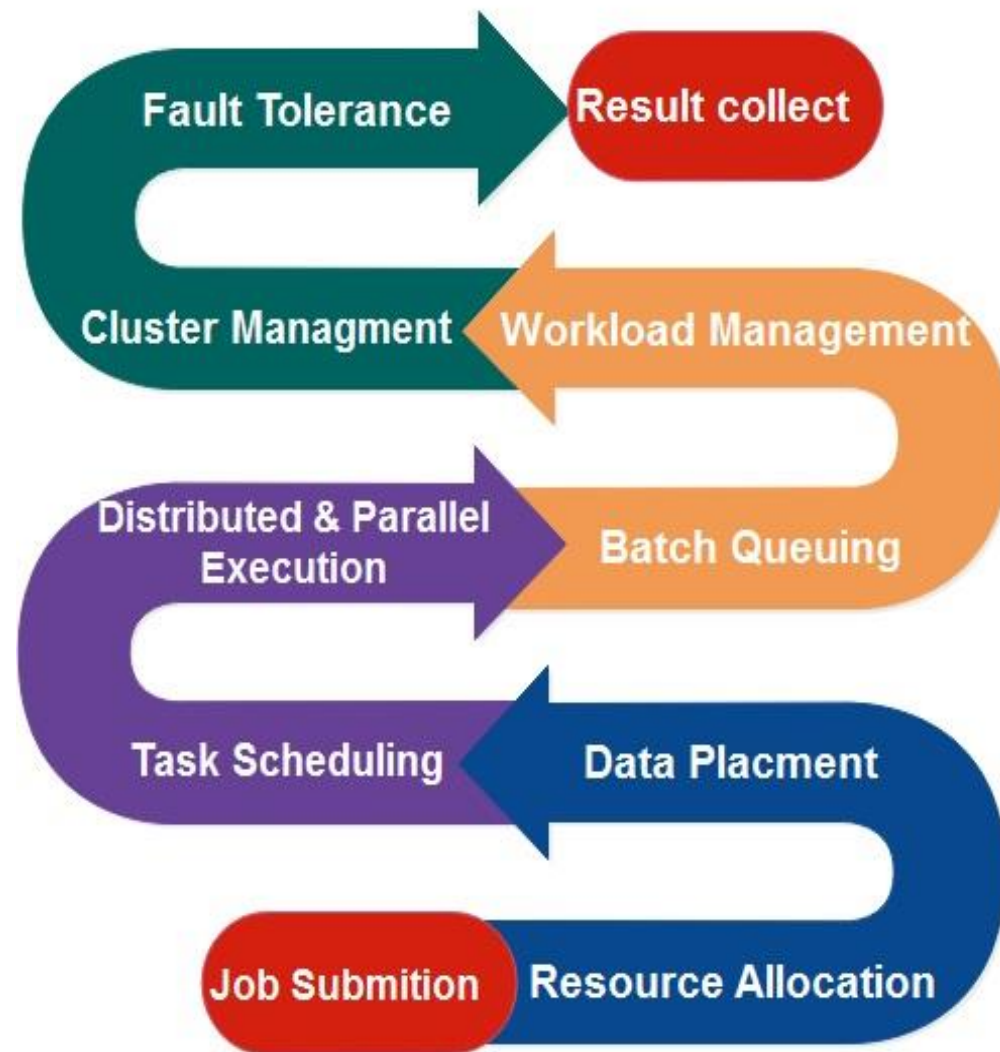 Fault Tolerance
Result collect
Cluster Managment
Workload Management
Distributed & Parallel
Execution
Batch Queuing
Task Scheduling
Data Placment
Job Submition
Resource Allocation